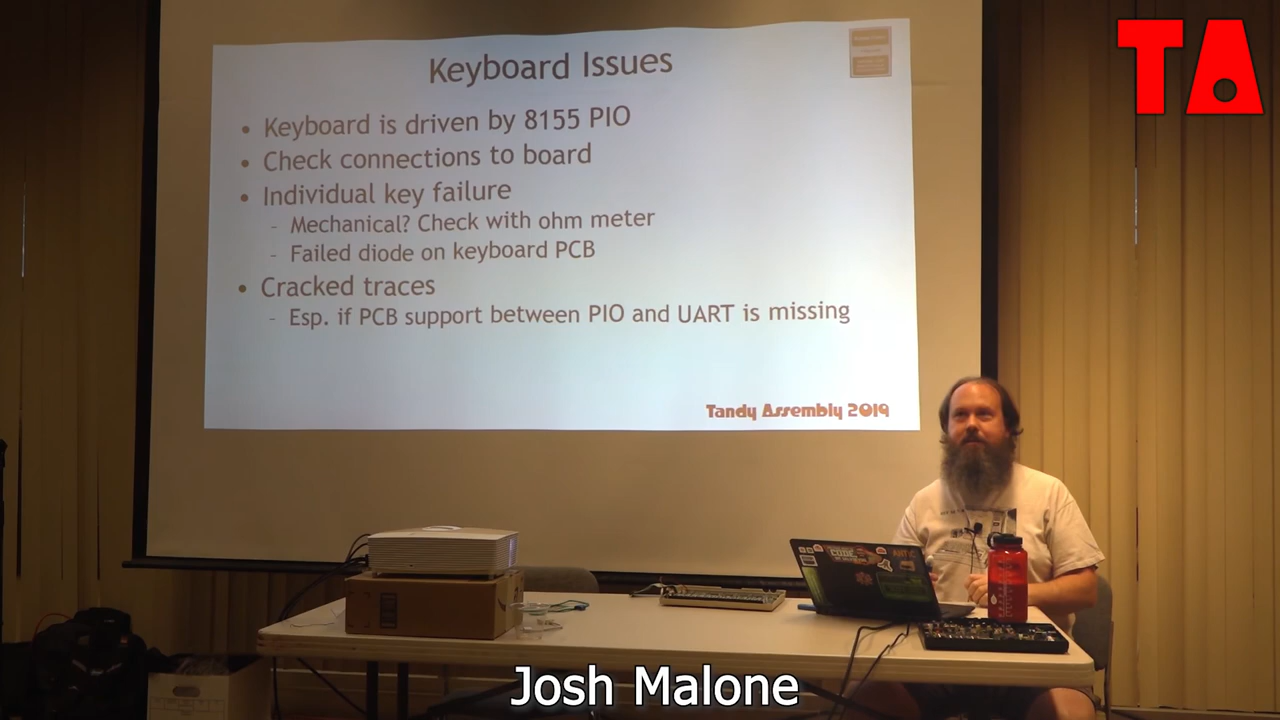 TA
Keyboard Issues
• Keyboard is driven by 8155 PIO
• Check connections to board
• Individual key failure
- Mechanical? Check with ohm meter
- Failed diode on keyboard PCB
• Cracked traces
- Esp. if PCB support between PIO and UART is missing
Tandy Assembly 2019
Josh Malone